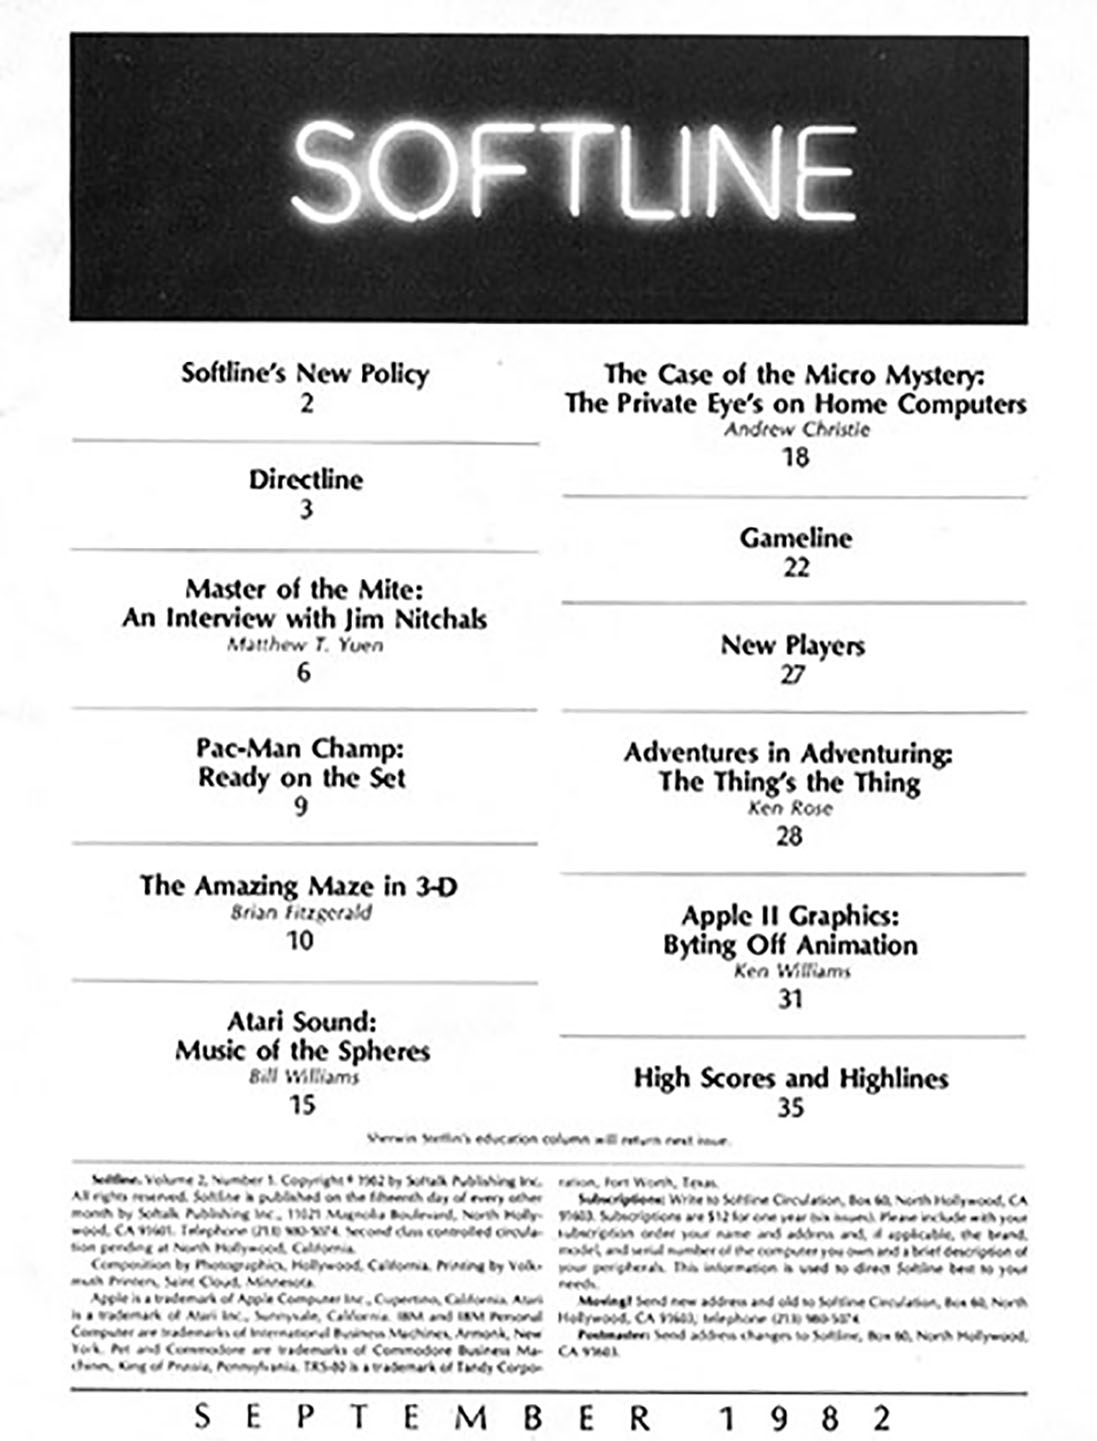 SOFTLINE
Softline's New Policy
2
Directline
3
Master of the Mite:
An Interview with Jim Nitchals
Matthew T. Yuen
6
Pac-Man Champ:
Ready on the Set
9
The Amazing Maze in 3-D
Brian Fitzgerald
10
Atari Sound:
Music of the Spheres
Bill Williams
15
The Case of the Micro Mystery:
The Private Eye's on Home Computers
Andrew Christie
18
Gameline
22
New Players
27
Adventures in Adventuring:
The Thing's the Thing
Ken Rose
28
Apple II Graphics:
Byting Off Animation
Ken Williams
31
High Scores and Highlines
35
Sherwin Steffin's education column will return next issue.
Softline. Volume 2, Number 1. Copyright © 1982 by Softalk Publishing Inc.
All rights reserved. Softline is published on the fifteenth day of every other
month by Softalk Publishing Inc., 11021 Magnolia Boulevard, North Holly-
wood, CA 91601. Telephone (213) 980-5074. Second class controlled circula-
tion pending at North Hollywood, California.
Composition by Photographics, Hollywood, California. Printing by Volk-
muth Printers, Saint Cloud, Minnesota.
Apple is a trademark of Apple Computer Inc., Cupertino, California. Atari
is a trademark of Atari Inc., Sunnyvale, California. IBM and IBM Personal
Computer are trademarks of International Business Machines, Armonk, New
York. Pet and Commodore are trademarks of Commodore Business Ma-
chines, King of Prussia, Pennsylvania. TRS-80 is a trademark of Tandy Corpo-
ration, Fort Worth, Texas.
Subscriptions: Write to Softline Circulation, Box 60, North Hollywood, CA
91603. Subscriptions are $12 for one year (six issues). Please include with your
subscription order your name and address and, if applicable, the brand,
model, and serial number of the computer you own and a brief description of
your peripherals. This information is used to direct Softline best to your
needs.
Moving? Send new address and old to Softline Circulation, Box 60, North
Hollywood, CA 91603; telephone (213) 980-5074.
Postmaster: Send address changes to Softline, Box 60, North Hollywood,
CA 91603.
SEPTEMBER 1982